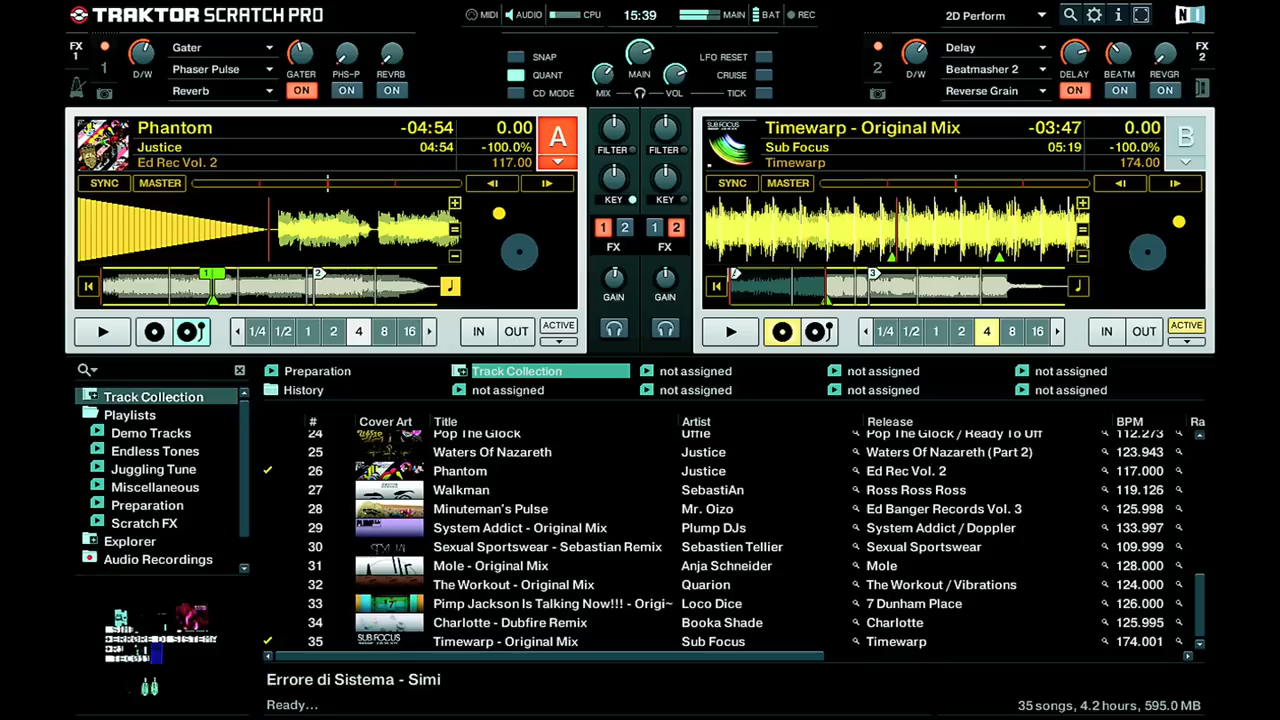 TRAKTOR SCRATCH PRO
MIDI AUDIO CPU 15:39 MAIN BAT REC 2D Perform
FX 1 1 D/W Gater Phaser Pulse Reverb GATER PHS-P REVRB ON ON ON
SNAP QUANT CD MODE MIX MAIN VOL LFO RESET CRUISE TICK
2 D/W Delay Beatmasher 2 Reverse Grain DELAY BEATM REVGR ON ON ON FX 2
Phantom -04:54 0.00 A
Justice 04:54 -100.0%
Ed Rec Vol. 2 117.00
SYNC MASTER
1 2
1/4 1/2 1 2 4 8 16 IN OUT ACTIVE
FILTER FILTER
KEY KEY
1 2 1 2
FX FX
GAIN GAIN
Timewarp - Original Mix -03:47 0.00 B
Sub Focus 05:19 -100.0%
Timewarp 174.00
SYNC MASTER
3
1/4 1/2 1 2 4 8 16 IN OUT ACTIVE
Preparation Track Collection not assigned not assigned not assigned
History not assigned not assigned not assigned not assigned
Track Collection
Playlists
Demo Tracks
Endless Tones
Juggling Tune
Miscellaneous
Preparation
Scratch FX
Explorer
Audio Recordings
# Cover Art Title Artist Release BPM Ra
24 Pop The Glock Uffie Pop The Glock / Ready To Uff 112.273
25 Waters Of Nazareth Justice Waters Of Nazareth (Part 2) 123.943
26 Phantom Justice Ed Rec Vol. 2 117.000
27 Walkman SebastiAn Ross Ross Ross 119.126
28 Minuteman's Pulse Mr. Oizo Ed Banger Records Vol. 3 125.998
29 System Addict - Original Mix Plump DJs System Addict / Doppler 133.997
30 Sexual Sportswear - Sebastian Remix Sebastien Tellier Sexual Sportswear 109.999
31 Mole - Original Mix Anja Schneider Mole 128.000
32 The Workout - Original Mix Quarion The Workout / Vibrations 124.000
33 Pimp Jackson Is Talking Now!!! - Origi~ Loco Dice 7 Dunham Place 126.000
34 Charlotte - Dubfire Remix Booka Shade Charlotte 125.995
35 SUB FOCUS Timewarp - Original Mix Sub Focus Timewarp 174.001
ERRORE DI SISTEMA
Errore di Sistema - Simi
Ready...
35 songs, 4.2 hours, 595.0 MB